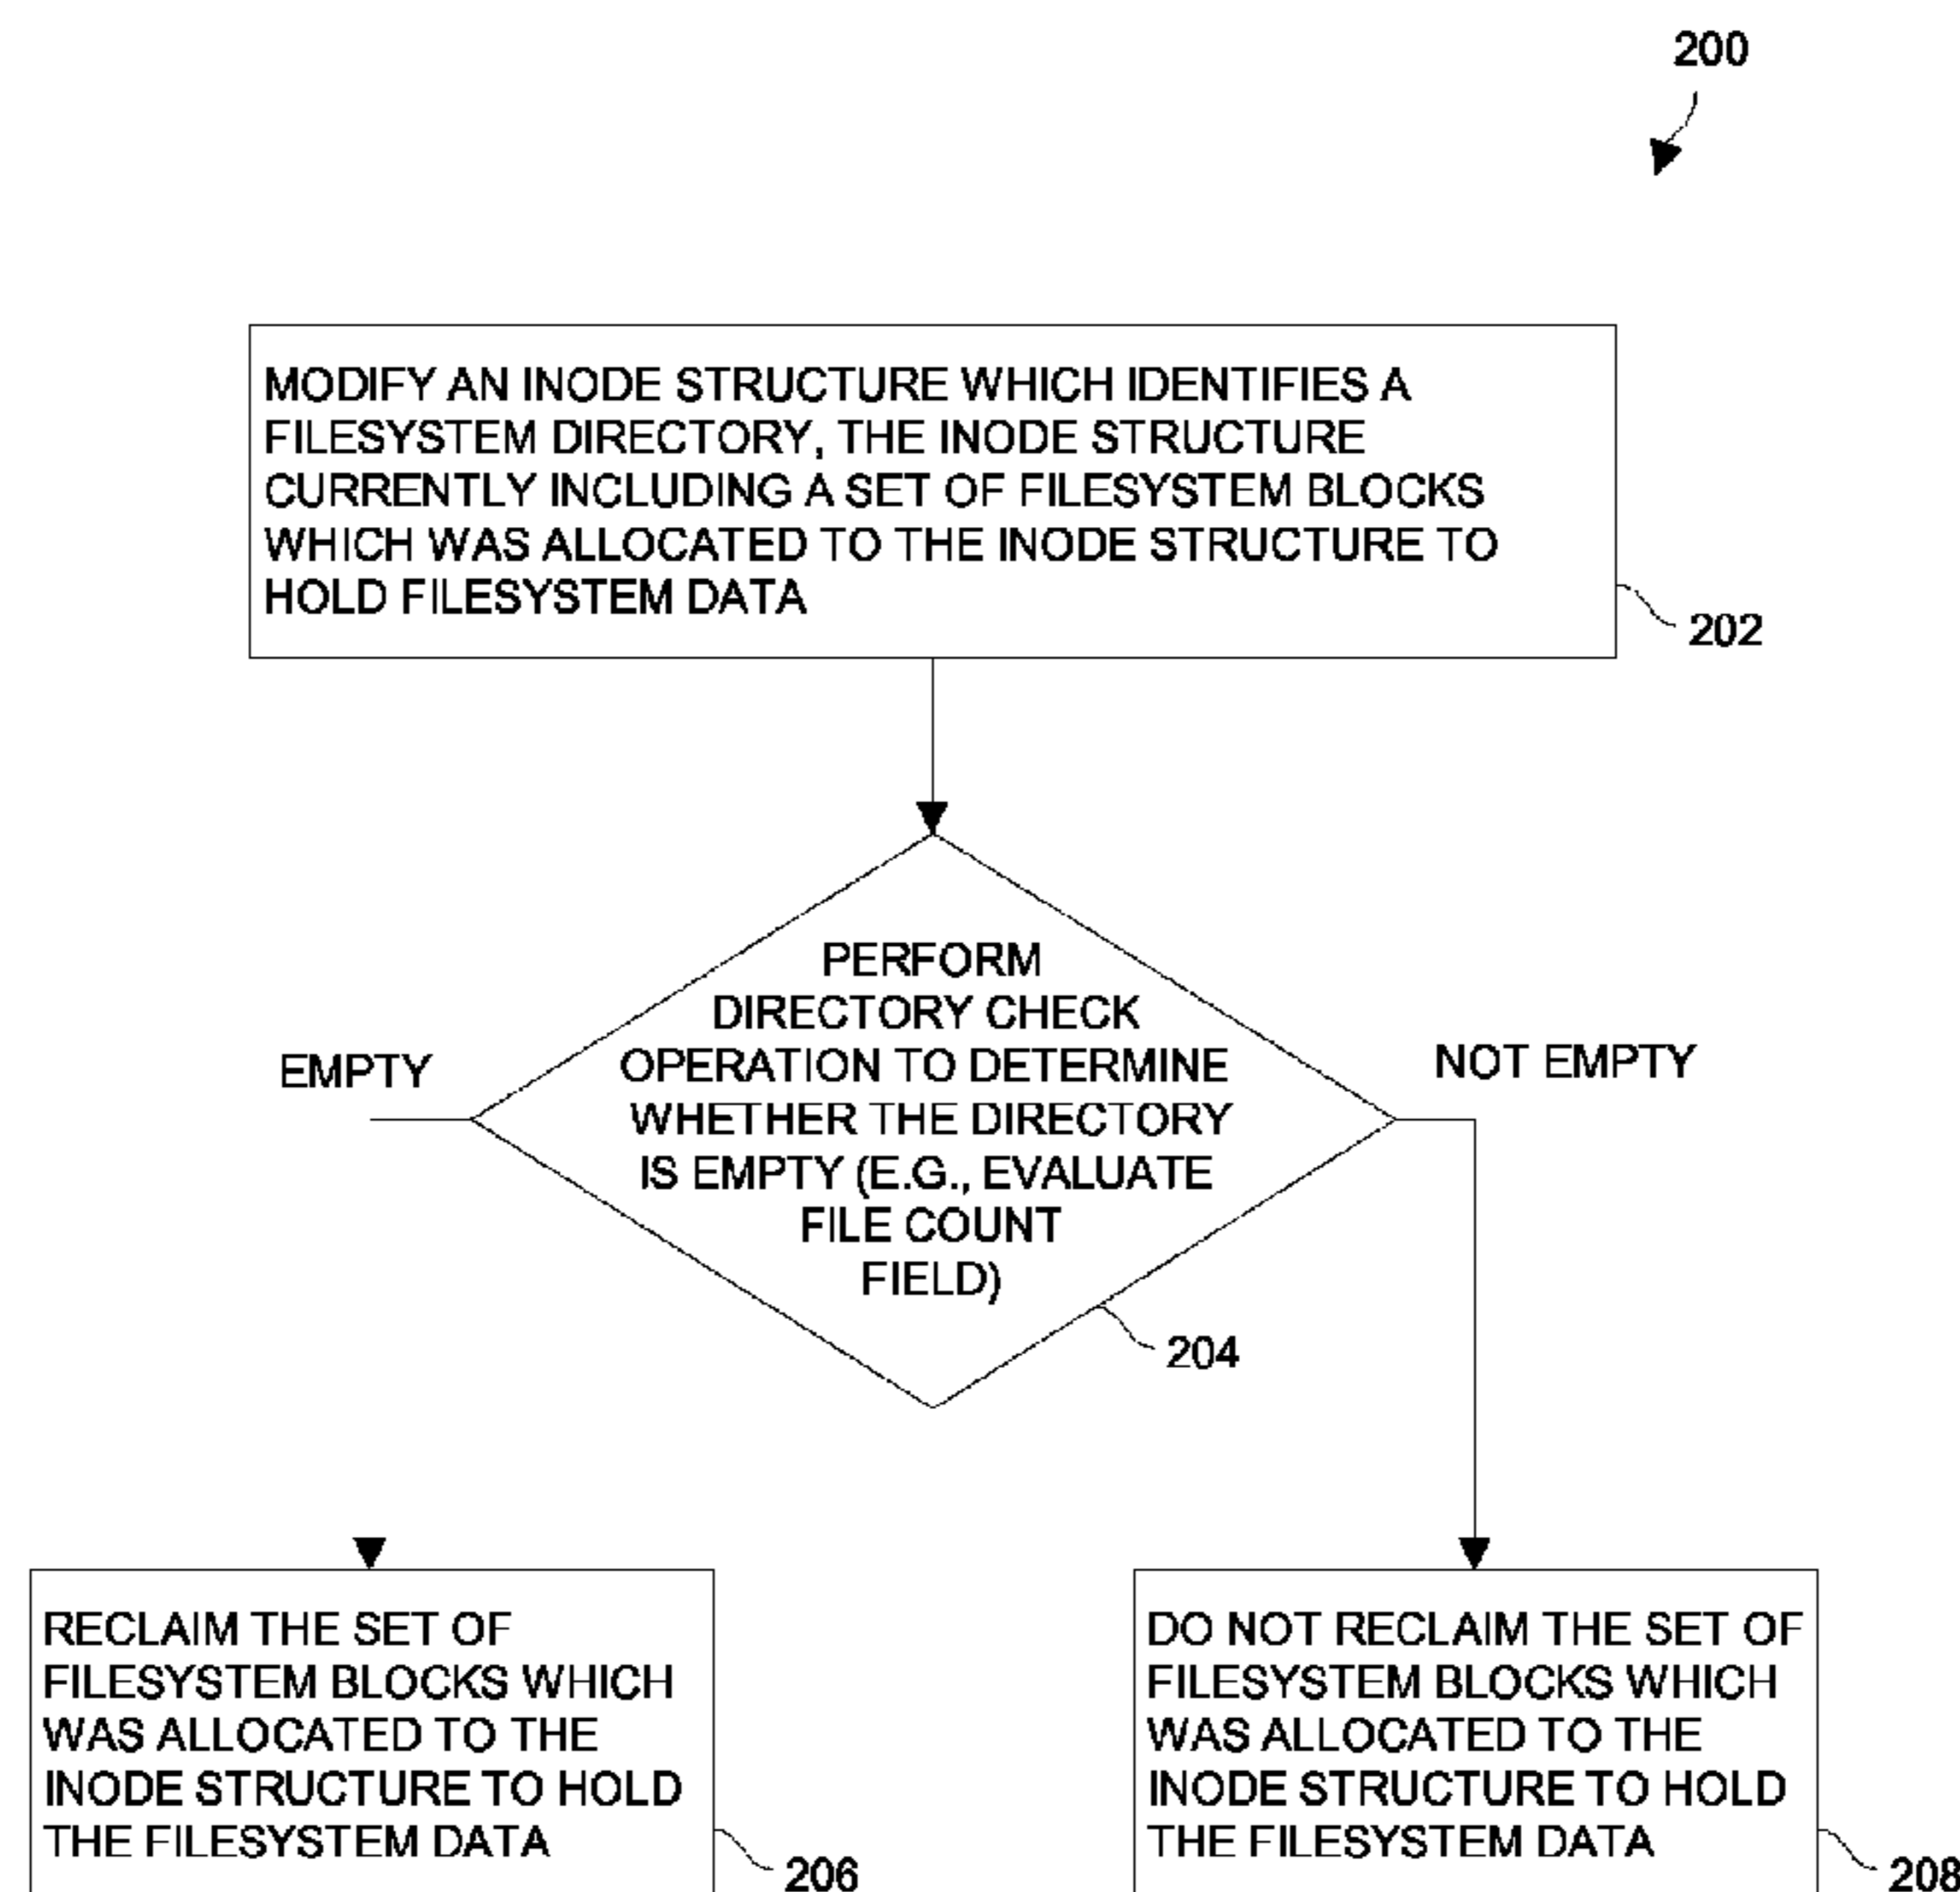 200
MODIFY AN INODE STRUCTURE WHICH IDENTIFIES A
FILESYSTEM DIRECTORY, THE INODE STRUCTURE
CURRENTLY INCLUDING A SET OF FILESYSTEM BLOCKS
WHICH WAS ALLOCATED TO THE INODE STRUCTURE TO
HOLD FILESYSTEM DATA
202
PERFORM
DIRECTORY CHECK
OPERATION TO DETERMINE
WHETHER THE DIRECTORY
IS EMPTY (E.G., EVALUATE
FILE COUNT
FIELD)
204
EMPTY
NOT EMPTY
RECLAIM THE SET OF
FILESYSTEM BLOCKS WHICH
WAS ALLOCATED TO THE
INODE STRUCTURE TO HOLD
THE FILESYSTEM DATA
206
DO NOT RECLAIM THE SET OF
FILESYSTEM BLOCKS WHICH
WAS ALLOCATED TO THE
INODE STRUCTURE TO HOLD
THE FILESYSTEM DATA
208